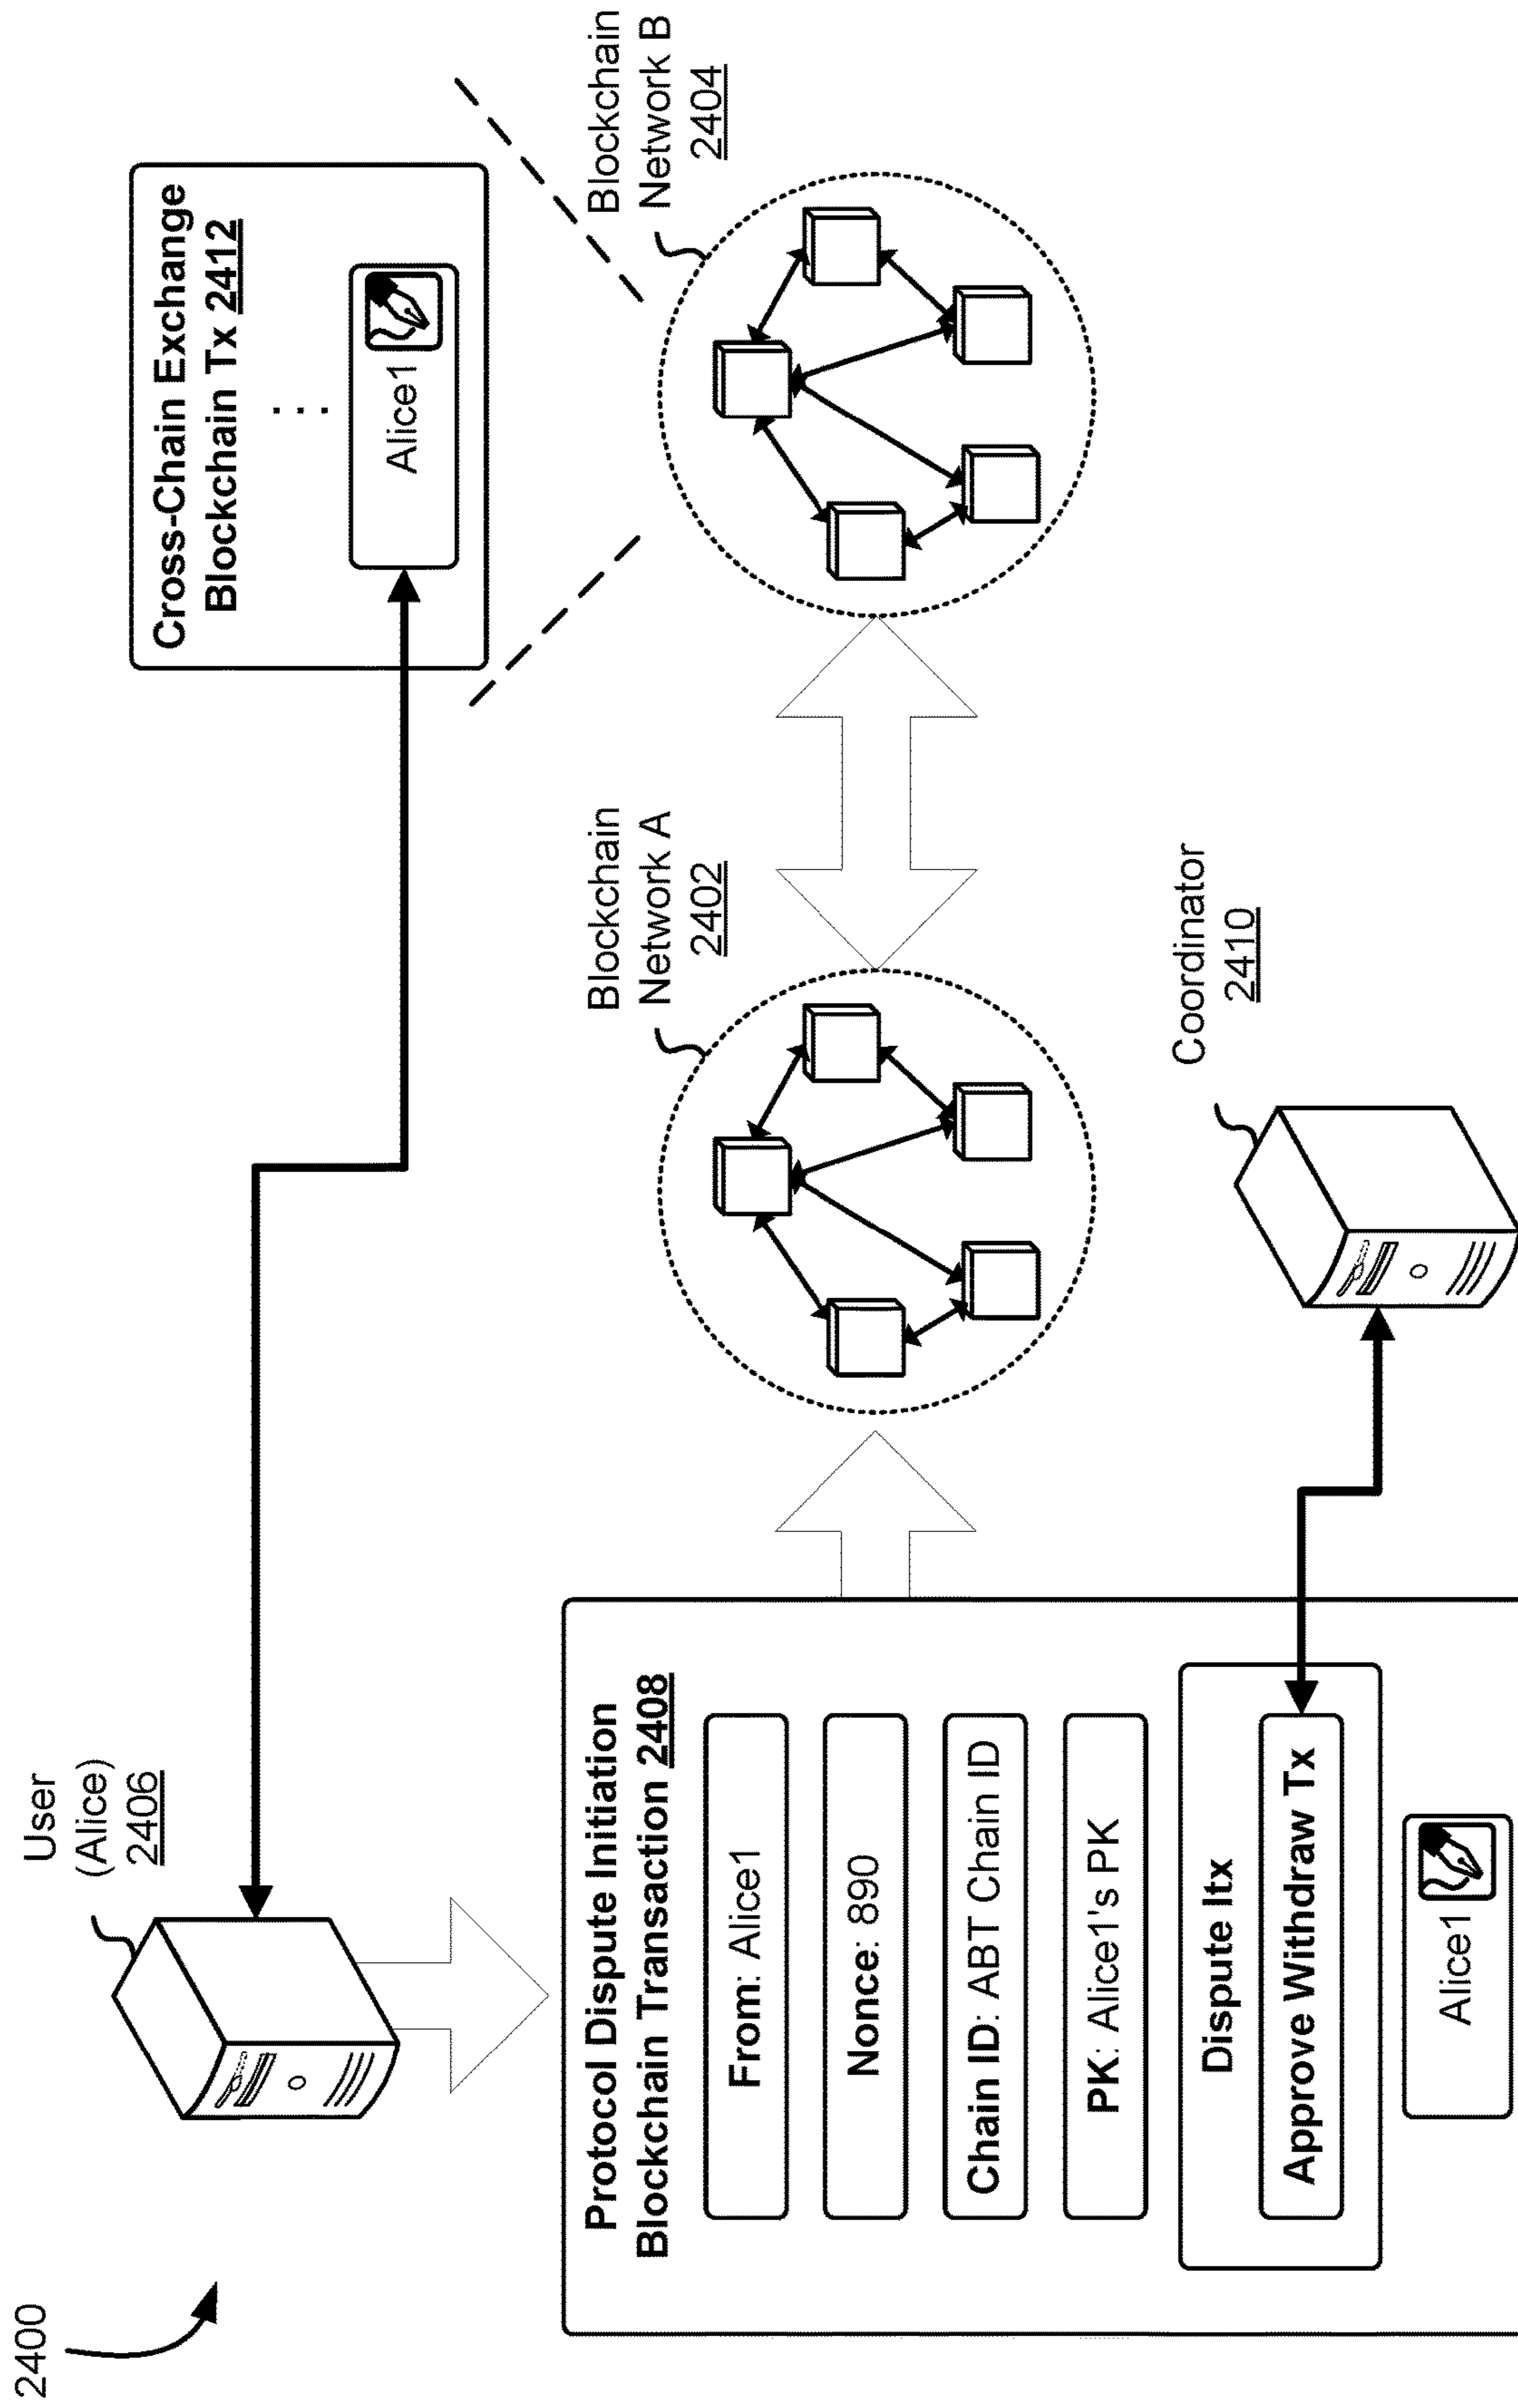 2400
User
(Alice)
2406
Protocol Dispute Initiation
Blockchain Transaction 2408
From: Alice1
Nonce: 890
Chain ID: ABT Chain ID
PK: Alice1's PK
Dispute Itx
Approve Withdraw Tx
Alice1
Blockchain
Network A
2402
Coordinator
2410
Cross-Chain Exchange
Blockchain Tx 2412
⋮
Alice1
Blockchain
Network B
2404